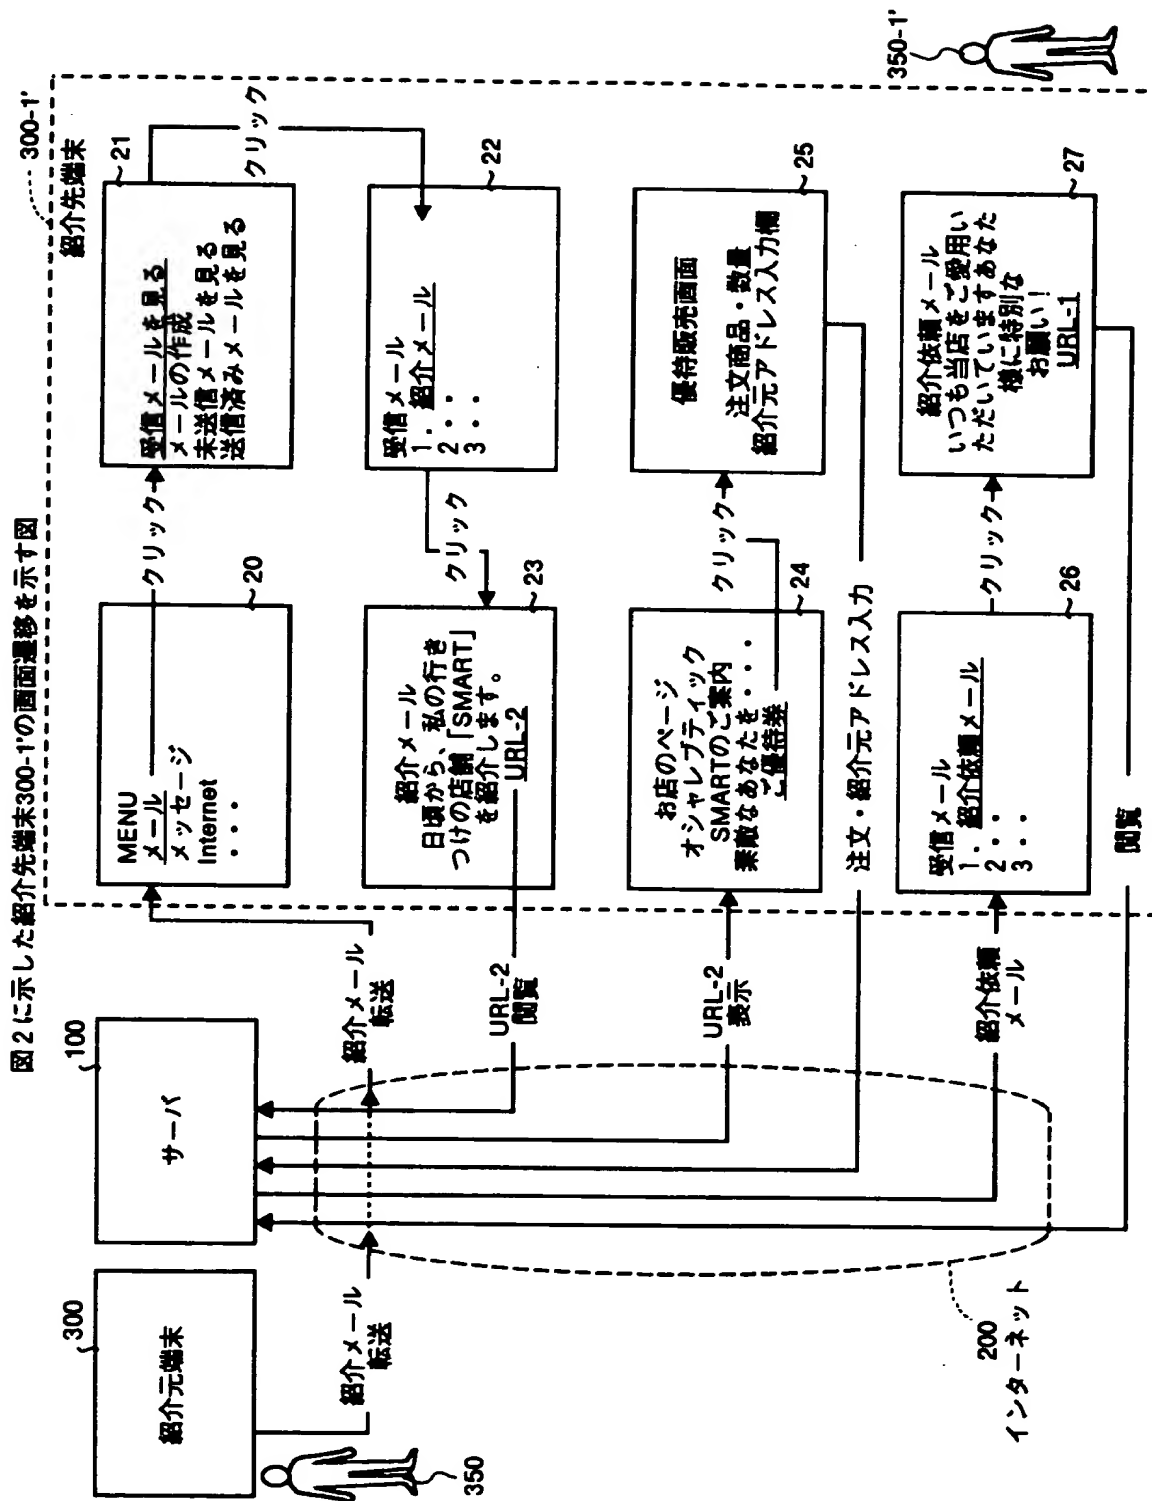 図2に示した紹介先端末300-1'の画面遷移を示す図
300
紹介元端末
350
紹介メール
転送
100
サーバ
紹介メール
転送
URL-2
閲覧
URL-2
表示
注文・紹介元アドレス入力
紹介依頼
メール
閲覧
200
インターネット
300-1'
紹介先端末
350-1'
MENU
メール
メッセージ
Internet
・・・・
20
クリック
受信メールを見る
メールの作成
未送信メールを見る
送信済みメールを見る
21
クリック
受信メール
1. 紹介メール
2・・
3・・
22
クリック
紹介メール
日頃から、私の行き
つけの店舗「SMART」
を紹介します。
URL-2
23
お店のページ
オシャレブティック
SMARTのご案内
素敵なあなたを・・・・
ご優待券
24
クリック
優待販売画面
注文商品・数量
紹介元アドレス入力欄
25
受信メール
1. 紹介依頼メール
2・・
3・・
26
クリック
紹介依頼メール
いつも当店をご愛用い
ただいていますあなた
様に特別な
お願い!
URL-1
27